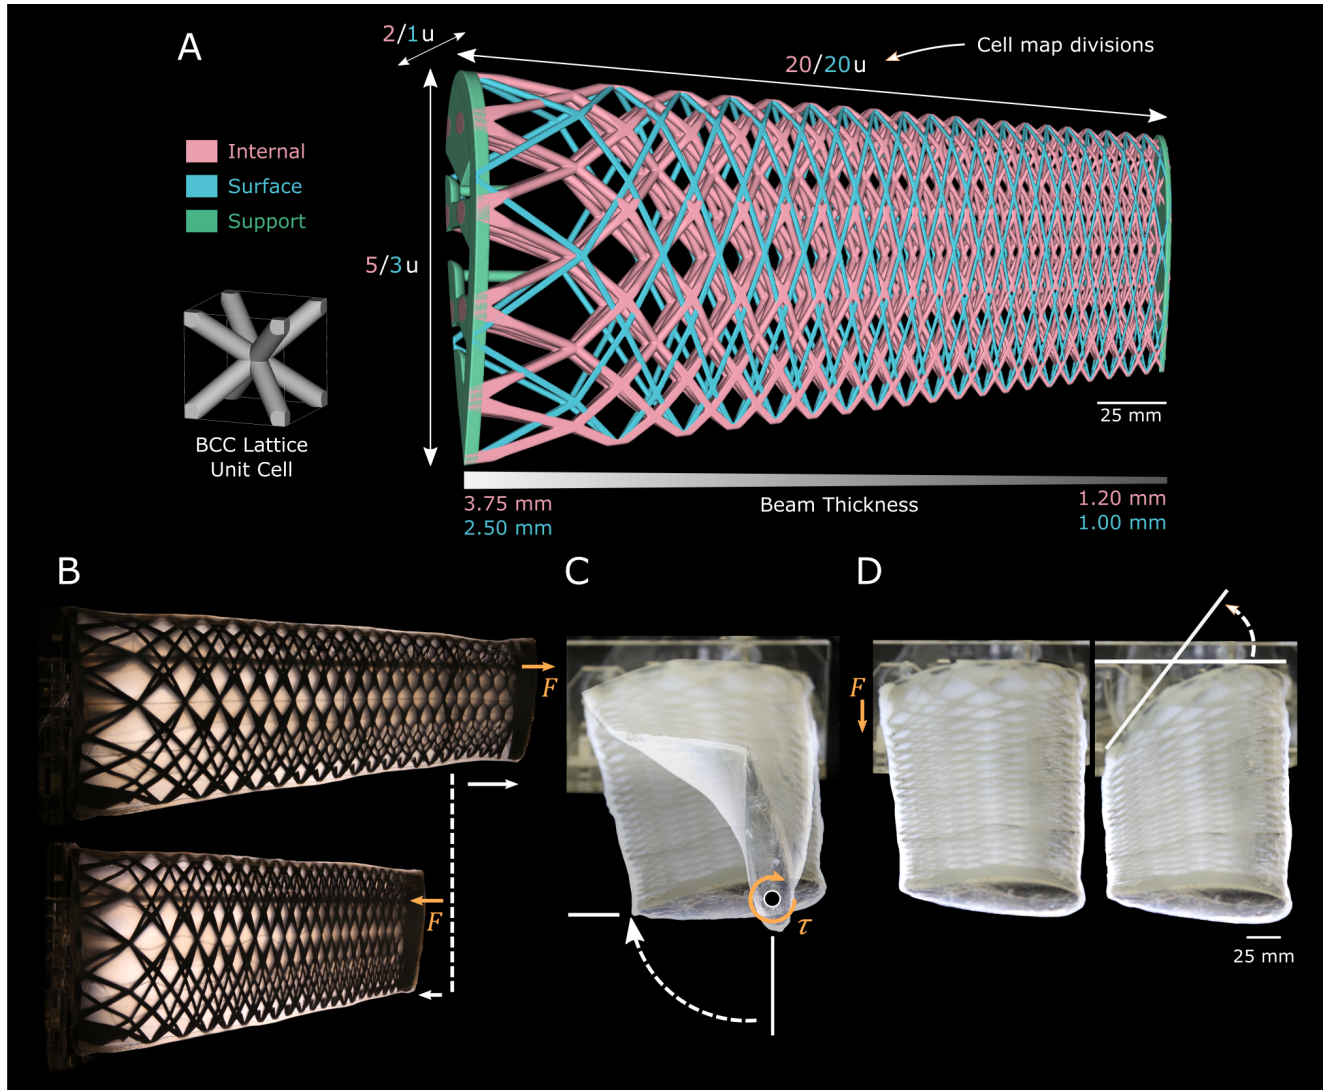 A
2/1u
20/20u
Cell map divisions
Internal
Surface
Support
5/3u
BCC Lattice
Unit Cell
25 mm
3.75 mm
2.50 mm
Beam Thickness
1.20 mm
1.00 mm
B
F
F
C
τ
D
F
25 mm